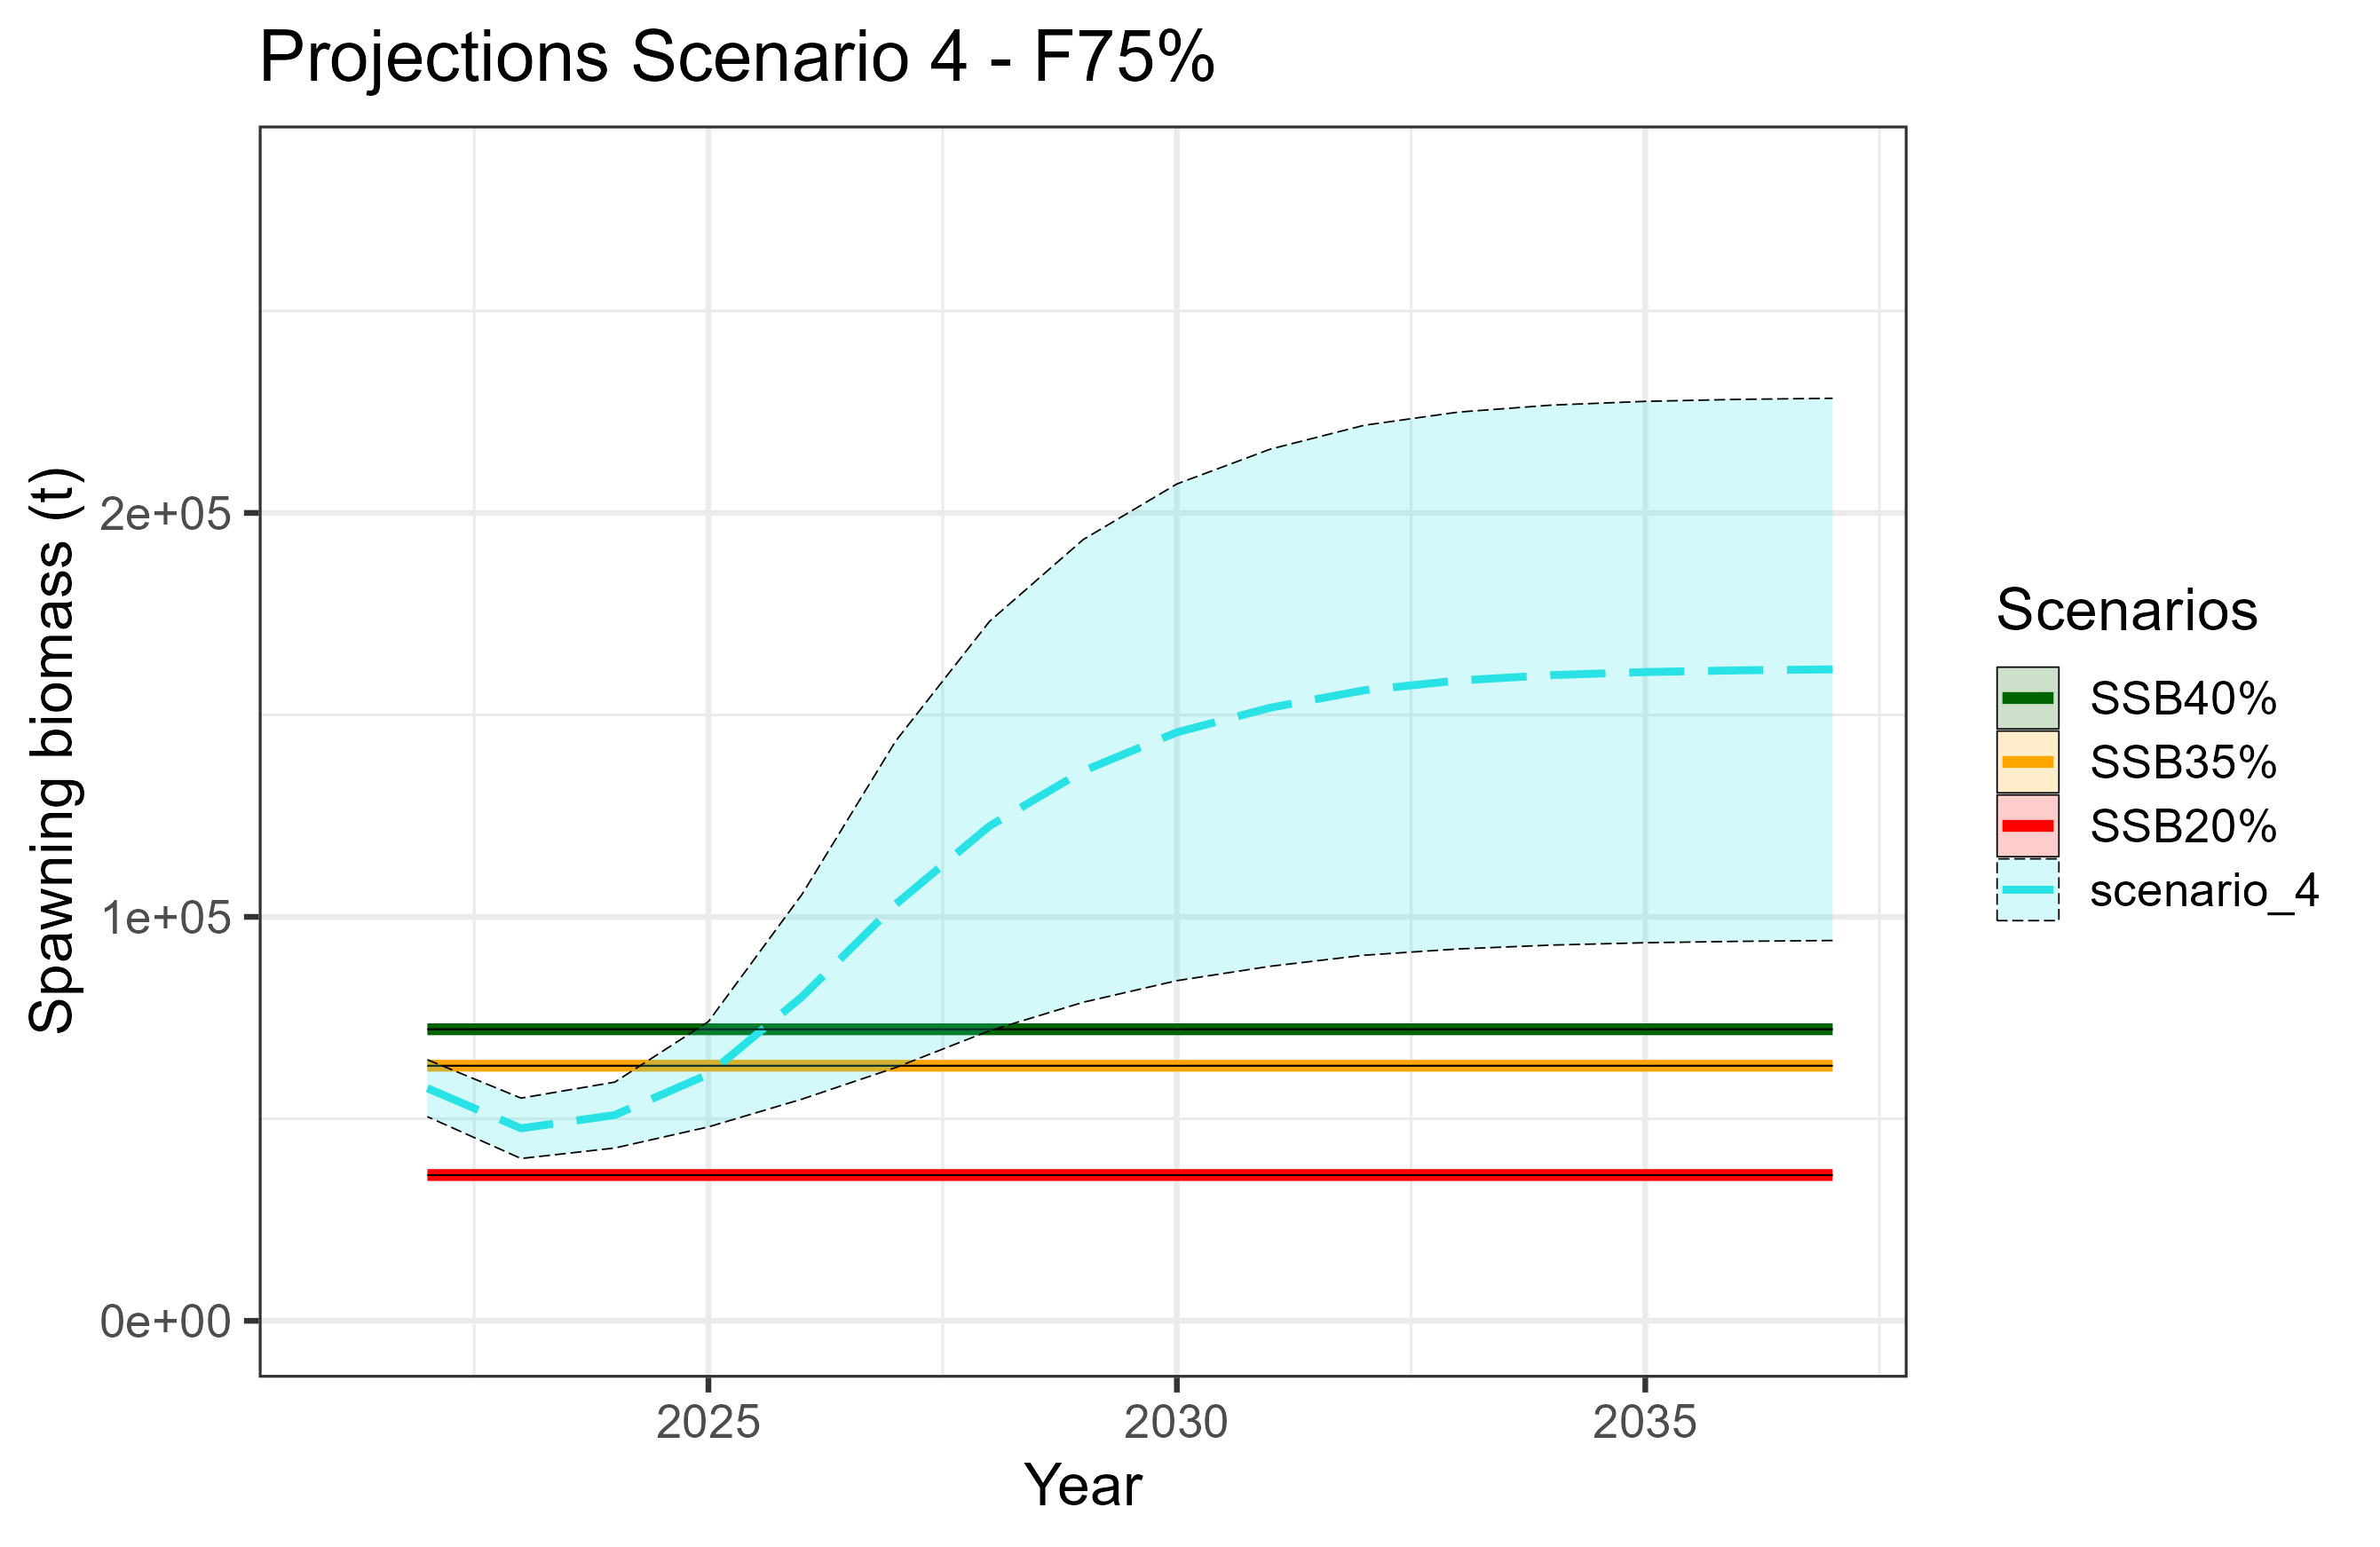 Projections Scenario 4 - F75%
Spawning biomass (t)
2e+05
1e+05
0e+00
2025
2030
2035
Year
Scenarios
SSB40%
SSB35%
SSB20%
scenario_4